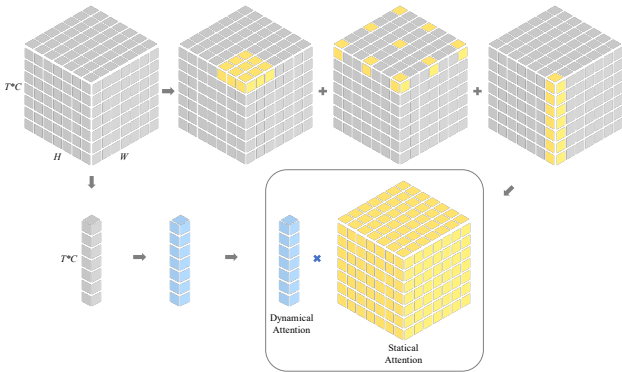 T*C
H
W
T*C
Dynamical
Attention
Statical
Attention